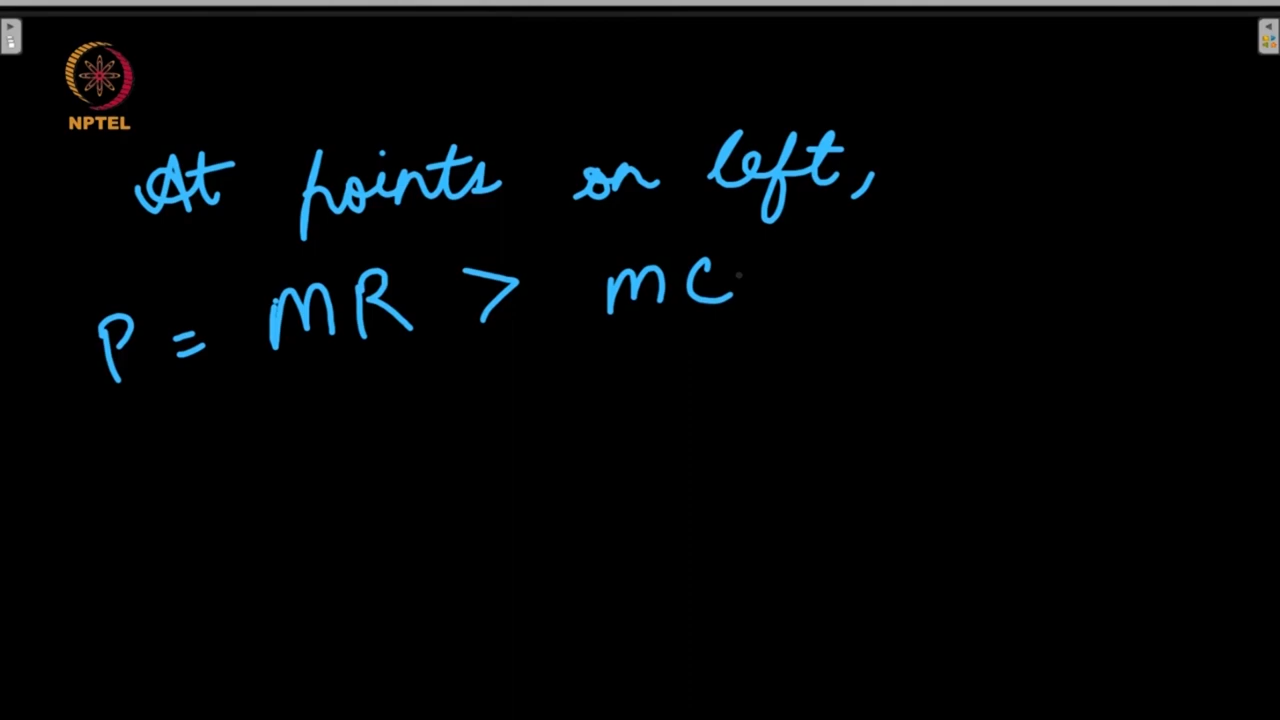 NPTEL
At points on left,
P = MR > MC